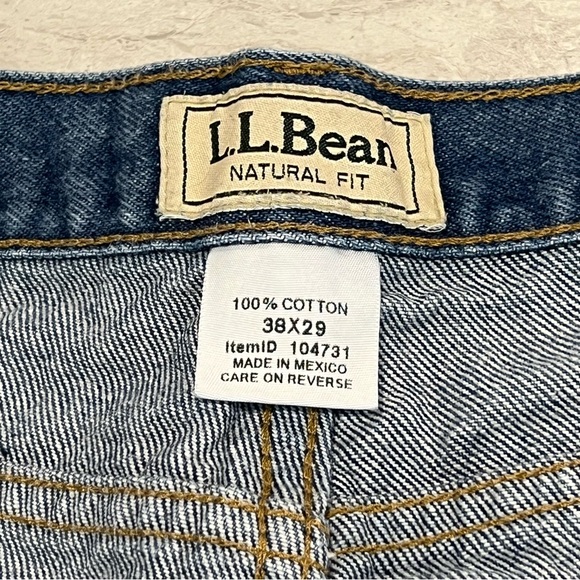 L.L.Bean
NATURAL FIT
100% COTTON
38X29
ItemID 104731
MADE IN MEXICO
CARE ON REVERSE